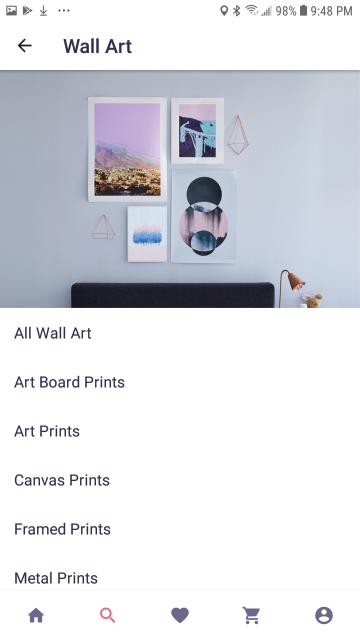 98% 9:48 PM
Wall Art
All Wall Art
Art Board Prints
Art Prints
Canvas Prints
Framed Prints
Metal Prints